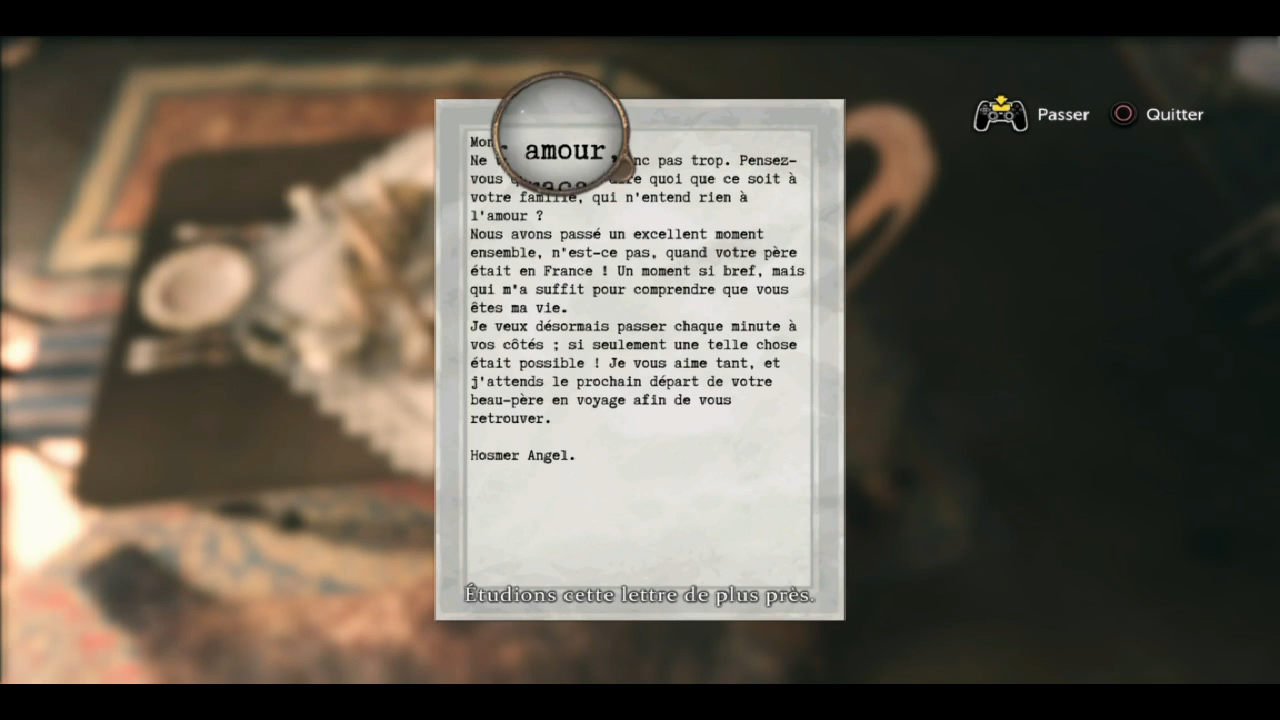 Mon
r amour,
Ne nc pas trop. Pensez-
vous quoi que ce soit à
votre famille, qui n'entend rien à
l'amour ?
Nous avons passé un excellent moment
ensemble, n'est-ce pas, quand votre père
était en France ! Un moment si bref, mais
qui m'a suffit pour comprendre que vous
êtes ma vie.
Je veux désormais passer chaque minute à
vos côtés ; si seulement une telle chose
était possible ! Je vous aime tant, et
j'attends le prochain départ de votre
beau-père en voyage afin de vous
retrouver.
Hosmer Angel.
Étudions cette lettre de plus près.
Passer
Quitter